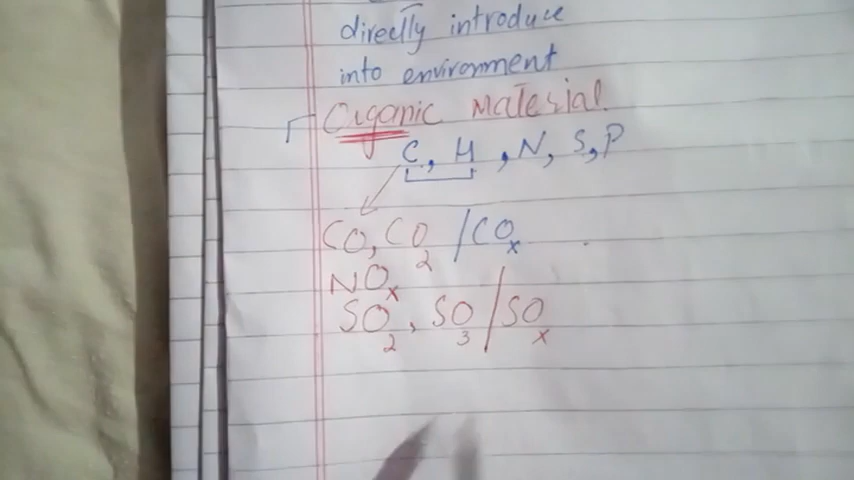 directly introduce
into environment
Organic Material
C, H, N, S, P
CO, CO2 / COx
NOx
SO2, SO3 / SOx